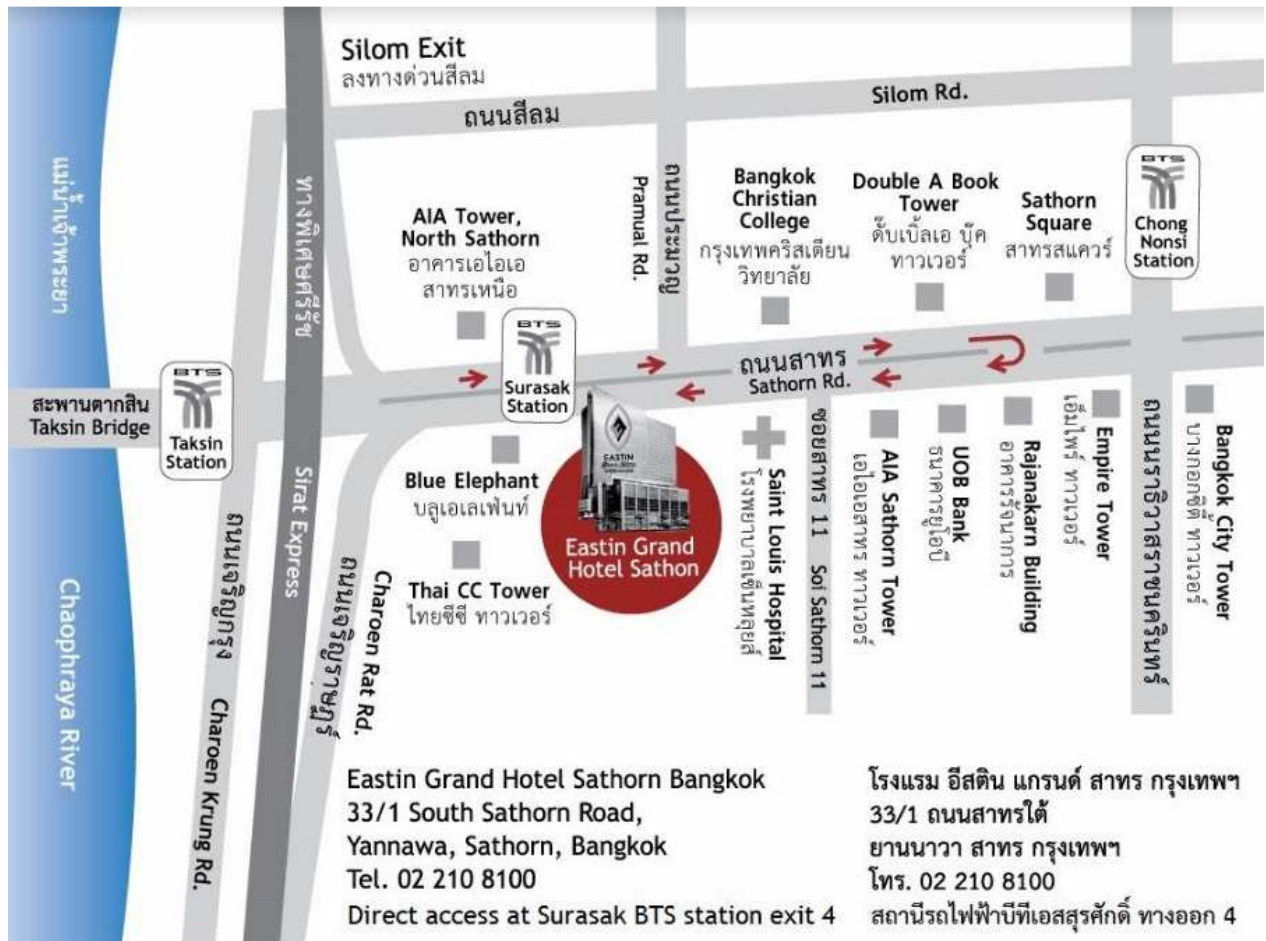 Silom Exit
ลงทางด่วนสีลม
Silom Rd.
ถนนสีลม
แม่น้ำเจ้าพระยา
Chaophraya River
ทางพิเศษศรีรัช
Sirat Express
AIA Tower,
North Sathorn
อาคารเอไอเอ
สาทรเหนือ
Pramual Rd.
ถนนประมวญ
Bangkok
Christian
College
กรุงเทพคริสเตียน
วิทยาลัย
Double A Book
Tower
ดั๊บเบิ้ลเอ บุ๊ค
ทาวเวอร์
Sathorn
Square
สาทรสแควร์
BTS
Chong
Nonsi
Station
BTS
Surasak
Station
ถนนสาทร
Sathorn Rd.
สะพานตากสิน
Taksin Bridge
BTS
Taksin
Station
Blue Elephant
บลูเอเลเฟ่นท์
Thai CC Tower
ไทยซีซี ทาวเวอร์
EASTIN
Eastin Grand
Hotel Sathon
Saint Louis Hospital
โรงพยาบาลเซ็นหลุยส์
ซอยสาทร 11 Soi Sathorn 11
AIA Sathorn Tower
เอไอเอสาทร ทาวเวอร์
UOB Bank
ธนาคารยูโอบี
Rajanakarn Building
อาคารรัจนาการ
Empire Tower
เอ็มไพร์ ทาวเวอร์
ถนนนราธิวาสราชนครินทร์
Bangkok City Tower
บางกอกซิตี้ ทาวเวอร์
ถนนเจริญกรุง Charoen Krung Rd.
Charoen Rat Rd.
ถนนเจริญราษฎร์
Eastin Grand Hotel Sathorn Bangkok
33/1 South Sathorn Road,
Yannawa, Sathorn, Bangkok
Tel. 02 210 8100
Direct access at Surasak BTS station exit 4
โรงแรม อีสติน แกรนด์ สาทร กรุงเทพฯ
33/1 ถนนสาทรใต้
ยานนาวา สาทร กรุงเทพฯ
โทร. 02 210 8100
สถานีรถไฟฟ้าบีทีเอสสุรศักดิ์ ทางออก 4